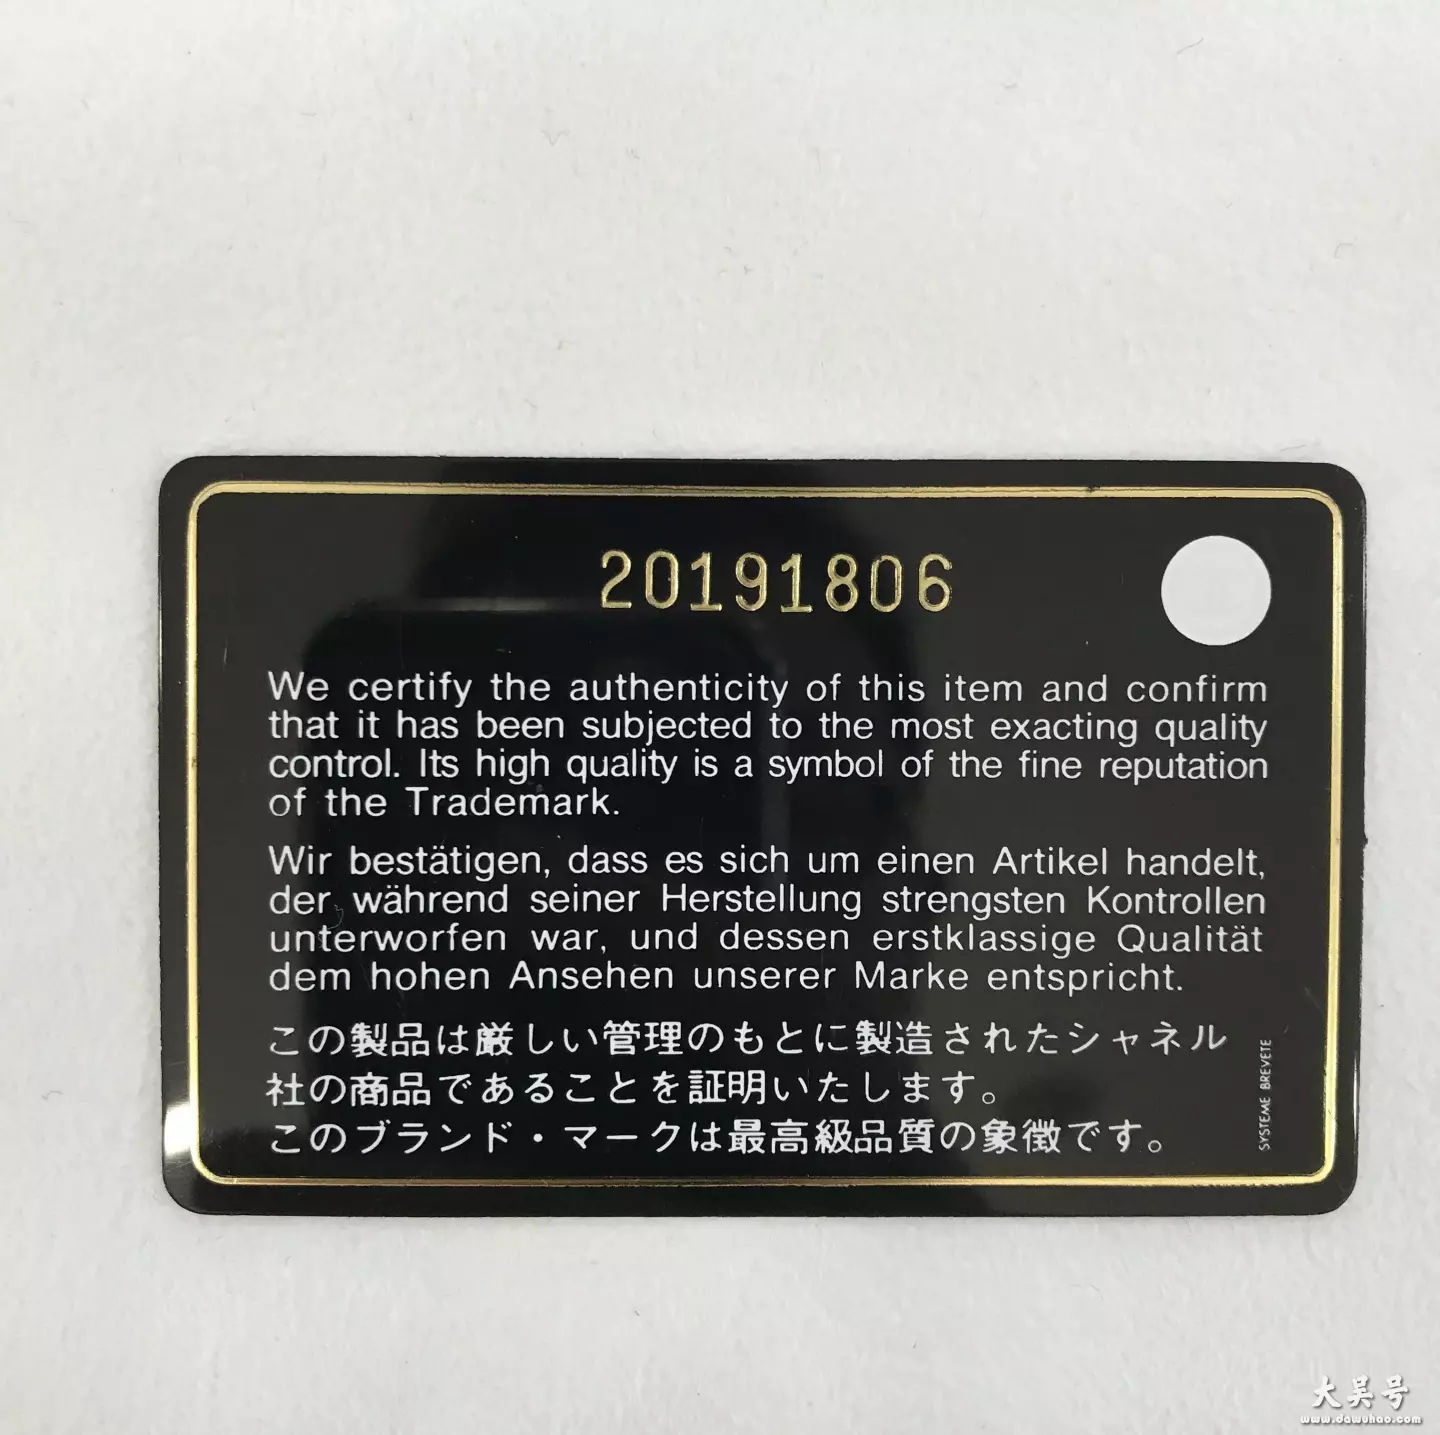 20191806
We certify the authenticity of this item and confirm
that it has been subjected to the most exacting quality
control. Its high quality is a symbol of the fine reputation
of the Trademark.
Wir bestätigen, dass es sich um einen Artikel handelt,
der während seiner Herstellung strengsten Kontrollen
unterworfen war, und dessen erstklassige Qualität
dem hohen Ansehen unserer Marke entspricht.
この製品は厳しい管理のもとに製造されたシャネル
社の商品であることを証明いたします。
このブランド・マークは最高級品質の象徴です。
SYSTEME BREVETE
大吴号
www.dawuhao.com